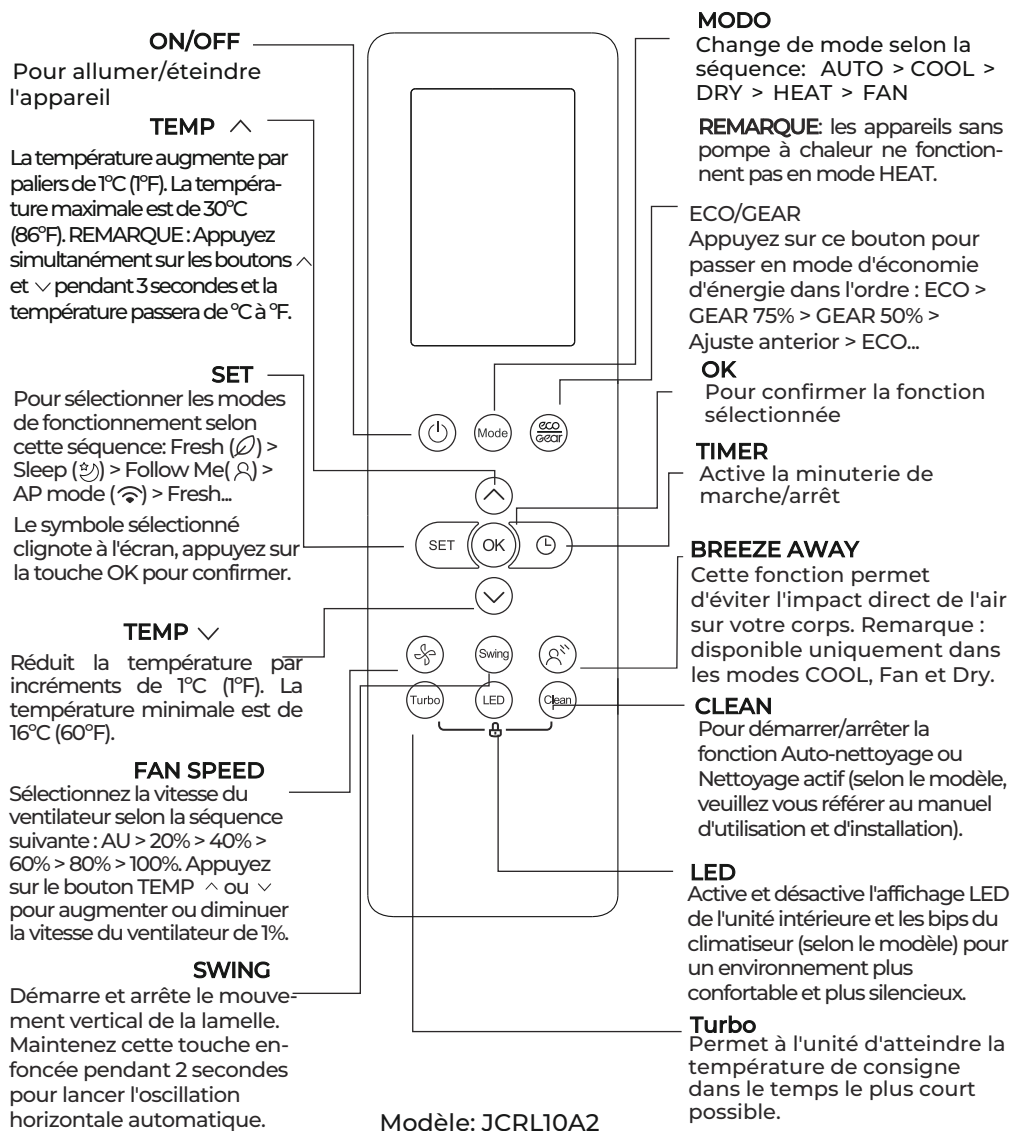 ON/OFF
Pour allumer/éteindre
l'appareil
TEMP ︿
La température augmente par
paliers de 1°C (1°F). La tempéra-
ture maximale est de 30°C
(86°F). REMARQUE : Appuyez
simultanément sur les boutons ︿
et ﹀ pendant 3 secondes et la
température passera de °C à °F.
SET
Pour sélectionner les modes
de fonctionnement selon
cette séquence: Fresh ( ) >
Sleep ( ) > Follow Me( ) >
AP mode ( ) > Fresh...
Le symbole sélectionné
clignote à l'écran, appuyez sur
la touche OK pour confirmer.
TEMP ﹀
Réduit la température par
incréments de 1°C (1°F). La
température minimale est de
16°C (60°F).
FAN SPEED
Sélectionnez la vitesse du
ventilateur selon la séquence
suivante : AU > 20% > 40% >
60% > 80% > 100%. Appuyez
sur le bouton TEMP ︿ ou ﹀
pour augmenter ou diminuer
la vitesse du ventilateur de 1%.
SWING
Démarre et arrête le mouve-
ment vertical de la lamelle.
Maintenez cette touche en-
foncée pendant 2 secondes
pour lancer l'oscillation
horizontale automatique.
Mode
eco
Gear
SET
OK
Swing
Turbo
LED
Clean
Modèle: JCRL10A2
MODO
Change de mode selon la
séquence: AUTO > COOL >
DRY > HEAT > FAN
REMARQUE: les appareils sans
pompe à chaleur ne fonction-
nent pas en mode HEAT.
ECO/GEAR
Appuyez sur ce bouton pour
passer en mode d'économie
d'énergie dans l'ordre : ECO >
GEAR 75% > GEAR 50% >
Ajuste anterior > ECO...
OK
Pour confirmer la fonction
sélectionnée
TIMER
Active la minuterie de
marche/arrêt
BREEZE AWAY
Cette fonction permet
d'éviter l'impact direct de l'air
sur votre corps. Remarque :
disponible uniquement dans
les modes COOL, Fan et Dry.
CLEAN
Pour démarrer/arrêter la
fonction Auto-nettoyage ou
Nettoyage actif (selon le modèle,
veuillez vous référer au manuel
d'utilisation et d'installation).
LED
Active et désactive l'affichage LED
de l'unité intérieure et les bips du
climatiseur (selon le modèle) pour
un environnement plus
confortable et plus silencieux.
Turbo
Permet à l'unité d'atteindre la
température de consigne
dans le temps le plus court
possible.